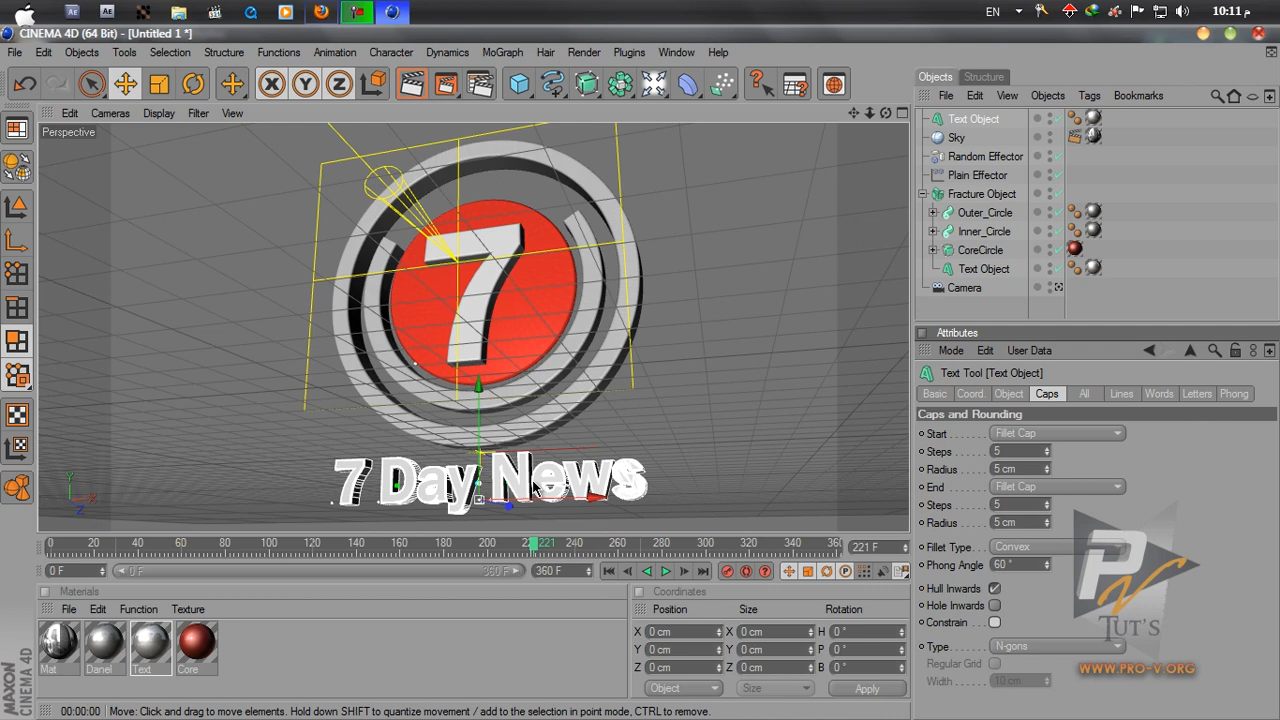 EN
10:11 م
CINEMA 4D (64 Bit) - [Untitled 1 *]
File Edit Objects Tools Selection Structure Functions Animation Character Dynamics MoGraph Hair Render Plugins Window Help
X Y Z
Edit Cameras Display Filter View
Perspective
7
7 Day News
Y
X
Z
0 20 40 60 80 100 120 140 160 180 200 221 240 260 280 300 320 340 36
221 F
0 F 0 F 360 F 360 F
Materials
File Edit Function Texture
Mat Danel Text Core
Coordinates
Position Size Rotation
X 0 cm X 0 cm H 0 °
Y 0 cm Y 0 cm P 0 °
Z 0 cm Z 0 cm B 0 °
Object Size Apply
MAXON CINEMA 4D
00:00:00 Move: Click and drag to move elements. Hold down SHIFT to quantize movement / add to the selection in point mode, CTRL to remove.
Objects Structure
File Edit View Objects Tags Bookmarks
Text Object
Sky
Random Effector
Plain Effector
Fracture Object
Outer_Circle
Inner_Circle
CoreCircle
Text Object
Camera
Attributes
Mode Edit User Data
Text Tool [Text Object]
Basic Coord. Object Caps All Lines Words Letters Phong
Caps and Rounding
Start Fillet Cap
Steps 5
Radius 5 cm
End Fillet Cap
Steps 5
Radius 5 cm
Fillet Type Convex
Phong Angle 60 °
Hull Inwards
Hole Inwards
Constrain
Type N-gons
Regular Grid
Width 10 cm
PV
TUT'S
WWW.PRO-V.ORG